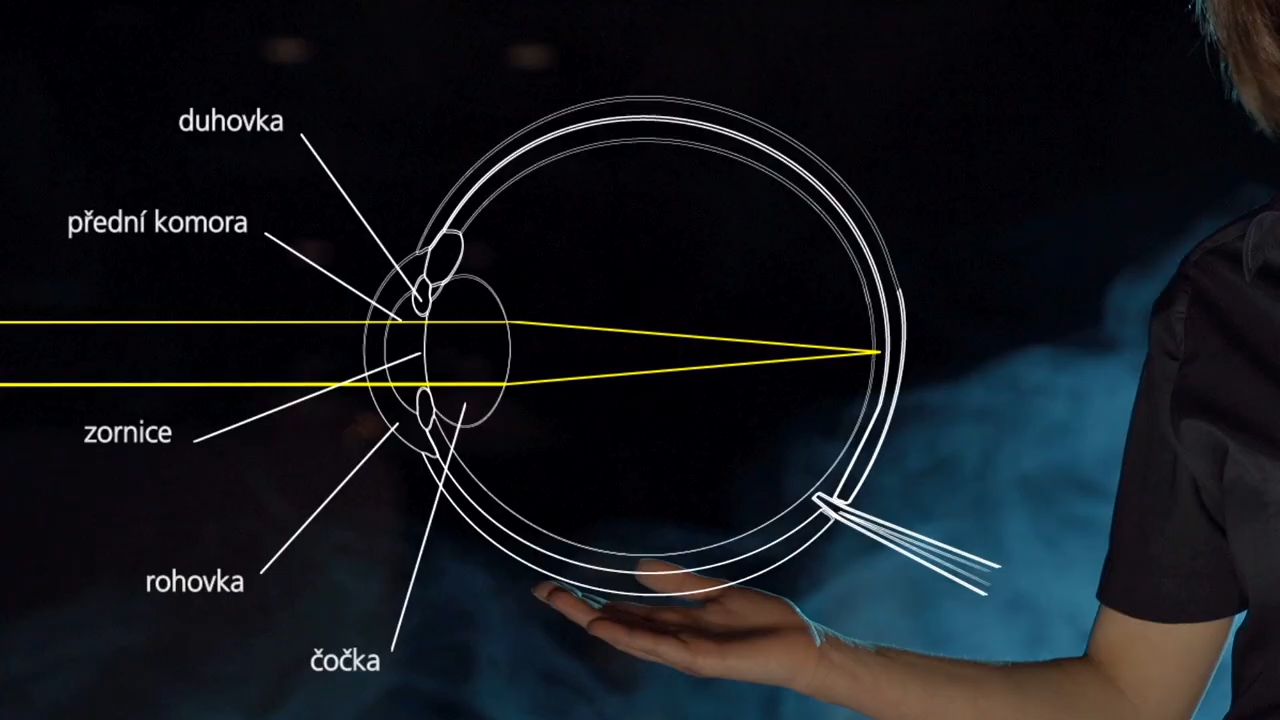 duhovka
přední komora
zornice
rohovka
čočka